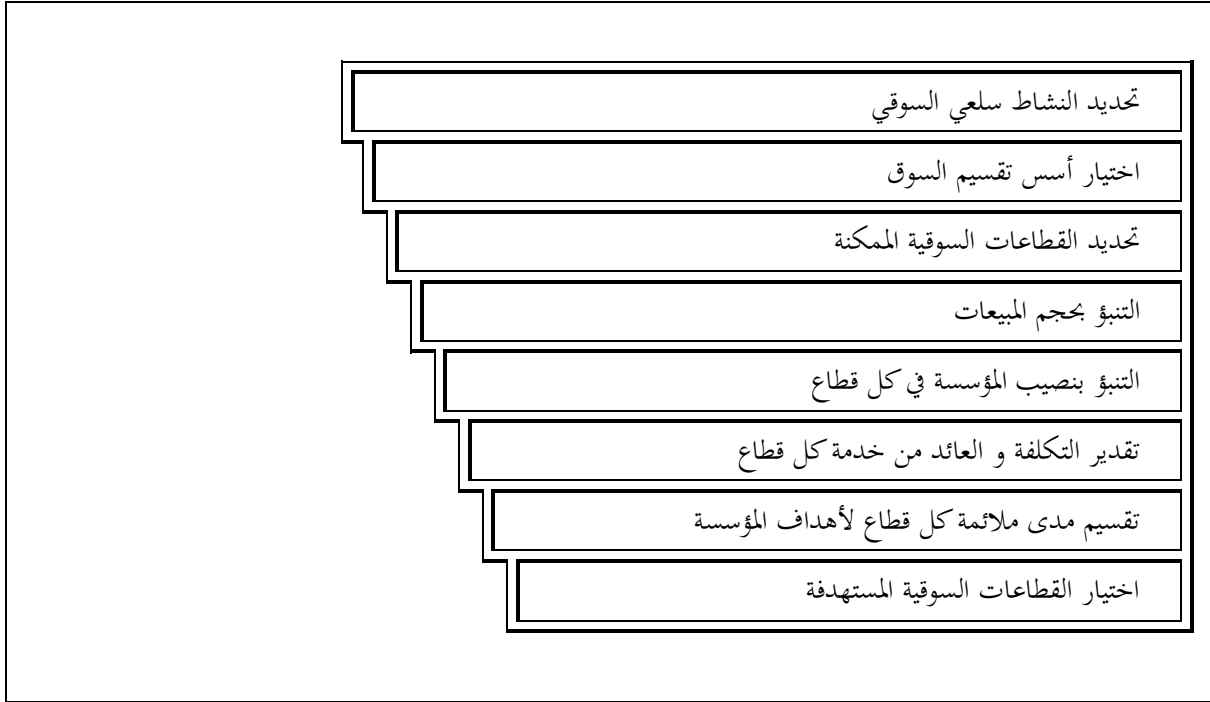 تحديد النشاط سلعي السوقي
اختيار أسس تقسيم السوق
تحديد القطاعات السوقية الممكنة
التنبؤ بحجم المبيعات
التنبؤ بنصيب المؤسسة في كل قطاع
تقدير التكلفة و العائد من خدمة كل قطاع
تقسيم مدى ملائمة كل قطاع لأهداف المؤسسة
اختيار القطاعات السوقية المستهدفة